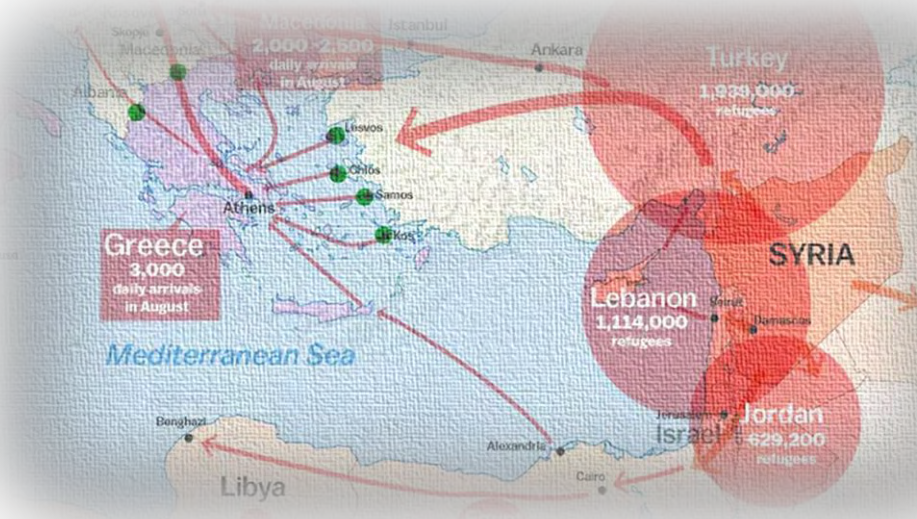 Macedonia
2,000 -2,500
daily arrivals
in August
Istanbul
Skopje
Macedonia
Ankara
Albania
Turkey
1,939,000
refugees
Lesvos
Chios
Samos
Kos
Athens
Greece
3,000
daily arrivals
in August
SYRIA
Lebanon
1,114,000
refugees
Beirut
Damascus
Mediterranean Sea
Jordan
629,200
refugees
Jerusalem
Israel
Benghazi
Alexandria
Cairo
Libya